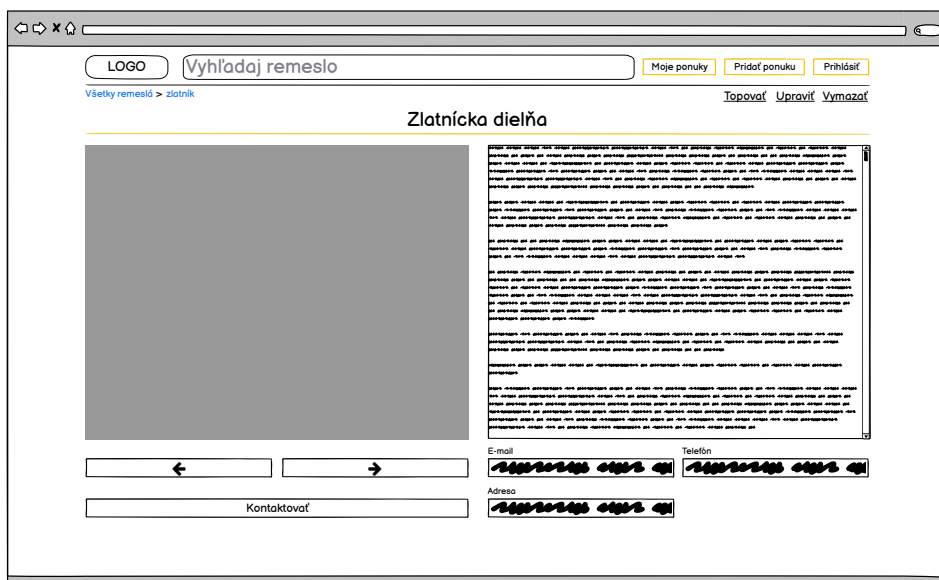 LOGO
Vyhľadaj remeslo
Moje ponuky
Pridať ponuku
Prihlásiť
Všetky remeslá > zlatník
Topovať Upraviť Vymazať
Zlatnícka dielňa
E-mail
Telefón
Adresa
Kontaktovať